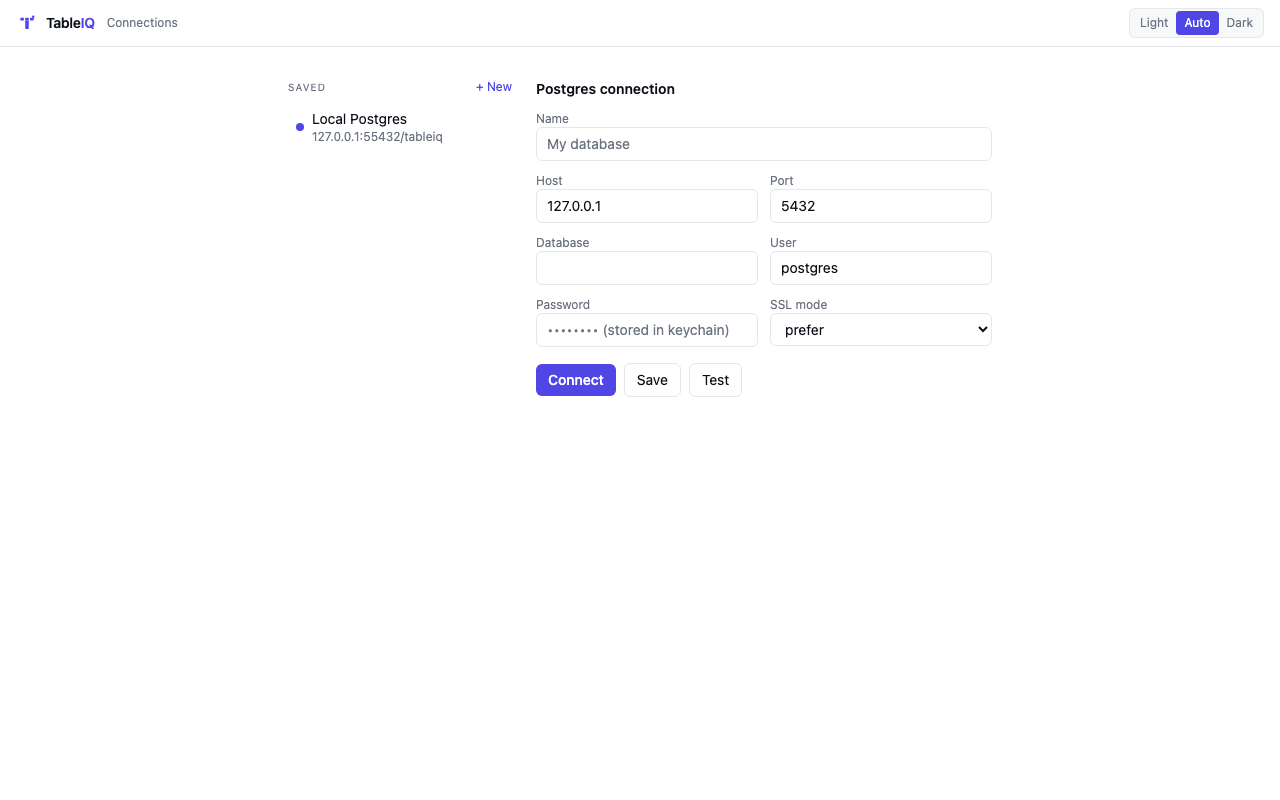 TableIQ Connections Light Auto Dark
SAVED + New
Local Postgres
127.0.0.1:55432/tableiq
Postgres connection
Name
My database
Host Port
127.0.0.1 5432
Database User
postgres
Password SSL mode
•••••••• (stored in keychain) prefer
Connect Save Test